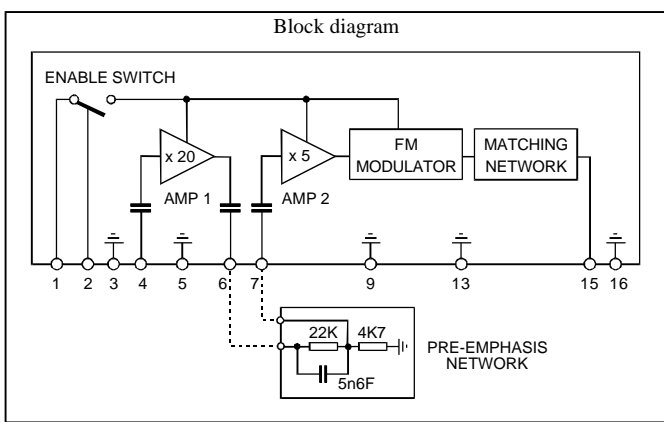 Block diagram
ENABLE SWITCH
x 20
x 5
FM
MODULATOR
MATCHING
NETWORK
AMP 1
AMP 2
1 2 3 4 5 6 7 9 13 15 16
22K 4K7
5n6F
PRE-EMPHASIS
NETWORK